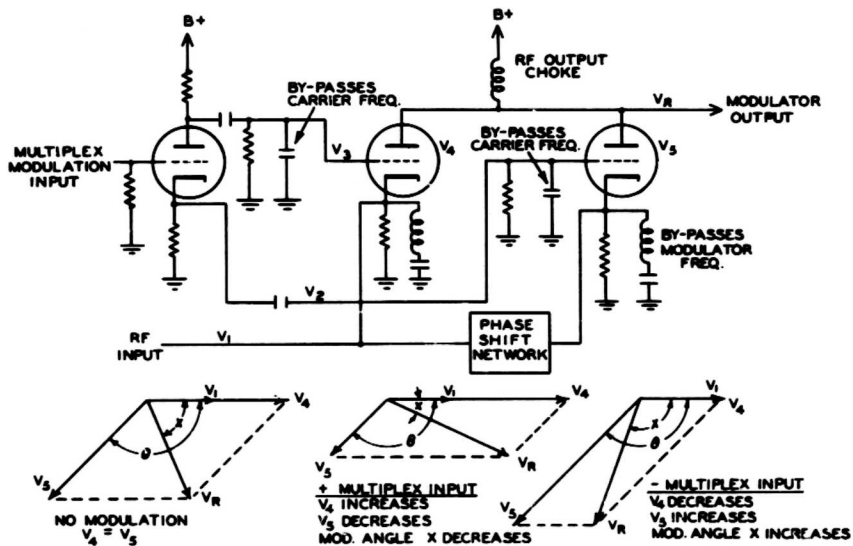 B+
B+
RF OUTPUT
CHOKE
BY-PASSES
CARRIER FREQ.
VR
MODULATOR
OUTPUT
MULTIPLEX
MODULATION
INPUT
V3
V4
BY-PASSES
CARRIER FREQ.
V5
BY-PASSES
MODULATOR
FREQ.
V2
RF
INPUT
V1
PHASE
SHIFT
NETWORK
V1
V4
X
θ
V5
VR
NO MODULATION
V4 = V5
V1
V4
X
θ
V5
VR
+ MULTIPLEX INPUT
V4 INCREASES
V5 DECREASES
MOD. ANGLE X DECREASES
V1
V4
X
θ
V5
VR
- MULTIPLEX INPUT
V4 DECREASES
V5 INCREASES
MOD. ANGLE X INCREASES